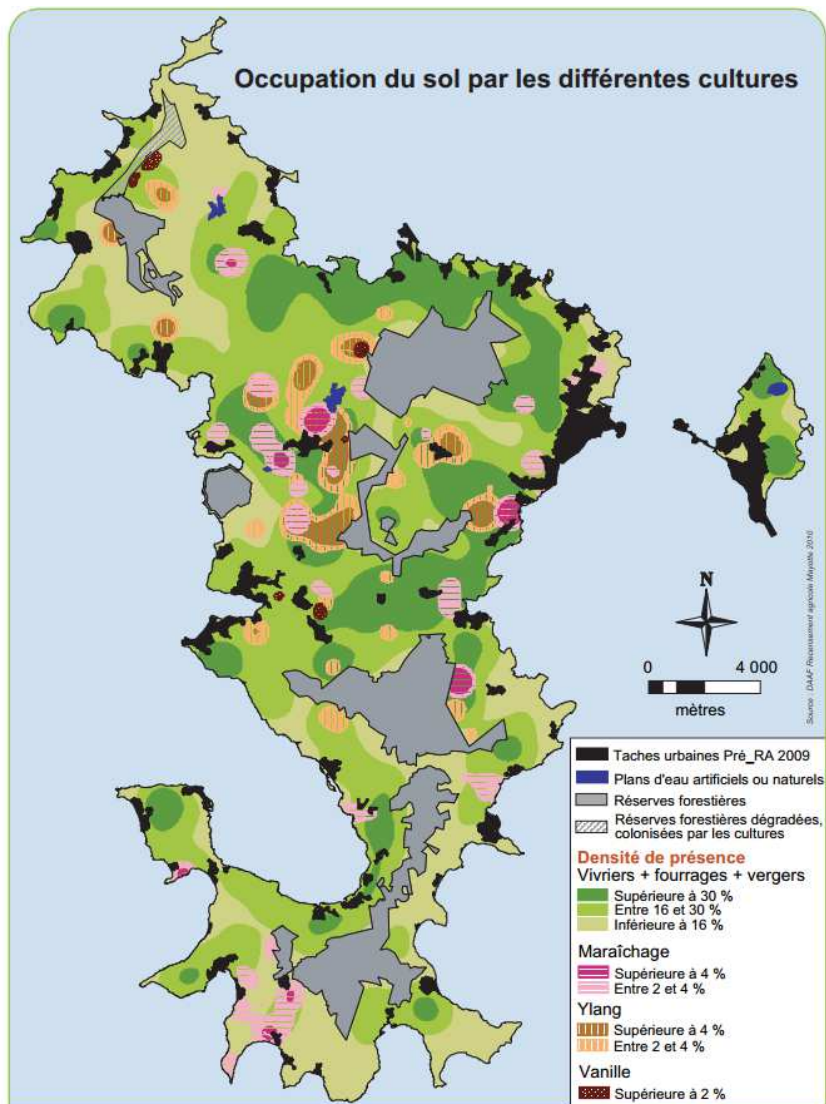 Occupation du sol par les différentes cultures
N
0 4 000
mètres
Source : DAAF Recensement agricole Mayotte 2010
Taches urbaines Pré_RA 2009
Plans d'eau artificiels ou naturels
Réserves forestières
Réserves forestières dégradées,
colonisées par les cultures
Densité de présence
Vivriers + fourrages + vergers
Supérieure à 30 %
Entre 16 et 30 %
Inférieure à 16 %
Maraîchage
Supérieure à 4 %
Entre 2 et 4 %
Ylang
Supérieure à 4 %
Entre 2 et 4 %
Vanille
Supérieure à 2 %